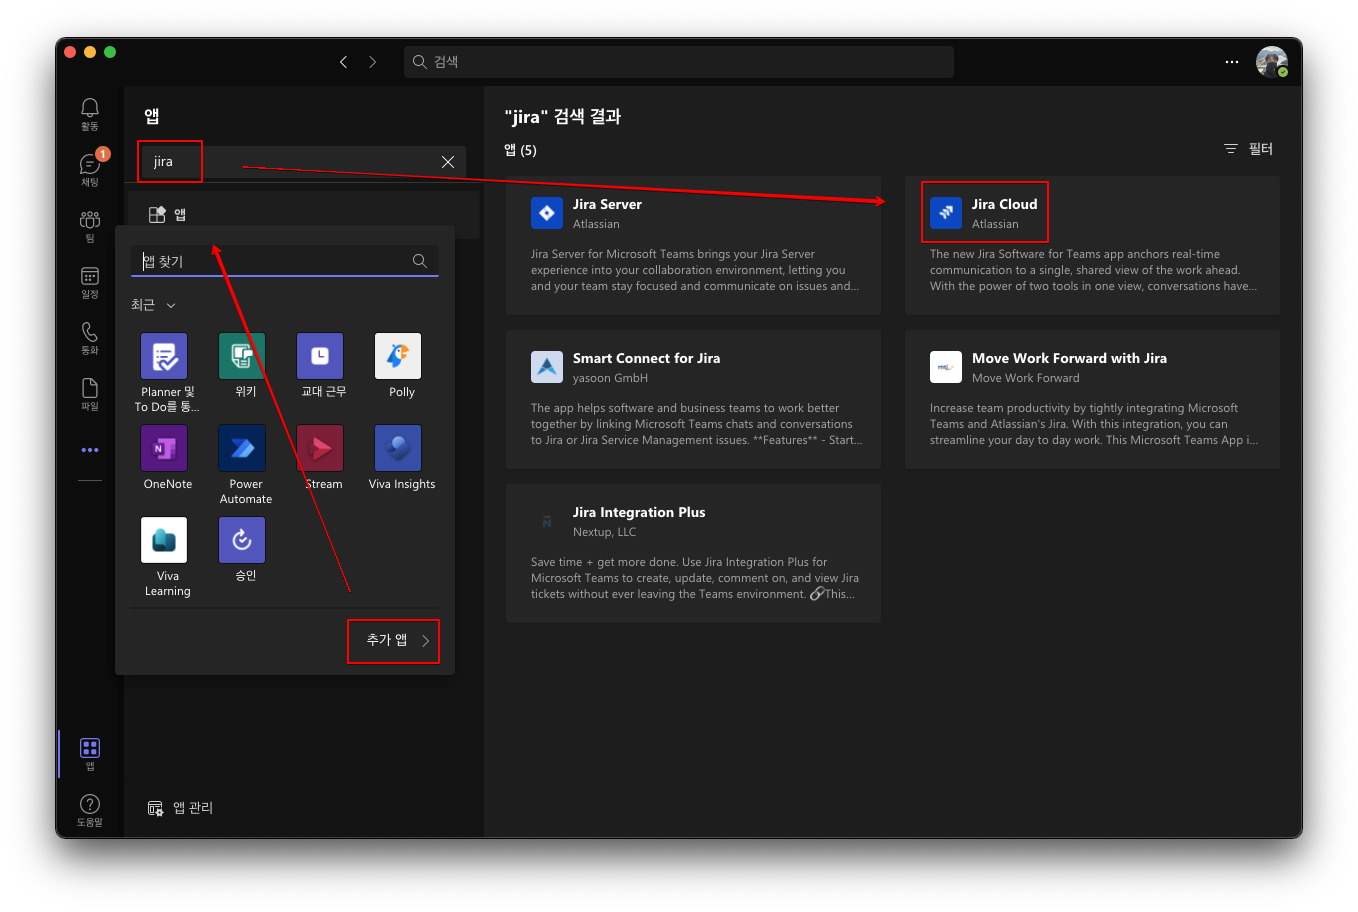 검색
활동
1
채팅
팀
일정
통화
파일
앱
도움말
앱
jira
앱
앱 찾기
최근
Planner 및
To Do를 통...
위키
교대 근무
Polly
OneNote
Power
Automate
Stream
Viva Insights
Viva
Learning
승인
추가 앱
앱 관리
"jira" 검색 결과
앱 (5)
필터
Jira Server
Atlassian
Jira Server for Microsoft Teams brings your Jira Server
experience into your collaboration environment, letting you
and your team stay focused and communicate on issues and...
Jira Cloud
Atlassian
The new Jira Software for Teams app anchors real-time
communication to a single, shared view of the work ahead.
With the power of two tools in one view, conversations have...
Smart Connect for Jira
yasoon GmbH
The app helps software and business teams to work better
together by linking Microsoft Teams chats and conversations
to Jira or Jira Service Management issues. **Features** - Start...
Move Work Forward with Jira
Move Work Forward
Increase team productivity by tightly integrating Microsoft
Teams and Atlassian's Jira. With this integration, you can
streamline your day to day work. This Microsoft Teams App i...
Jira Integration Plus
Nextup, LLC
Save time + get more done. Use Jira Integration Plus for
Microsoft Teams to create, update, comment on, and view Jira
tickets without ever leaving the Teams environment. 🔗This...